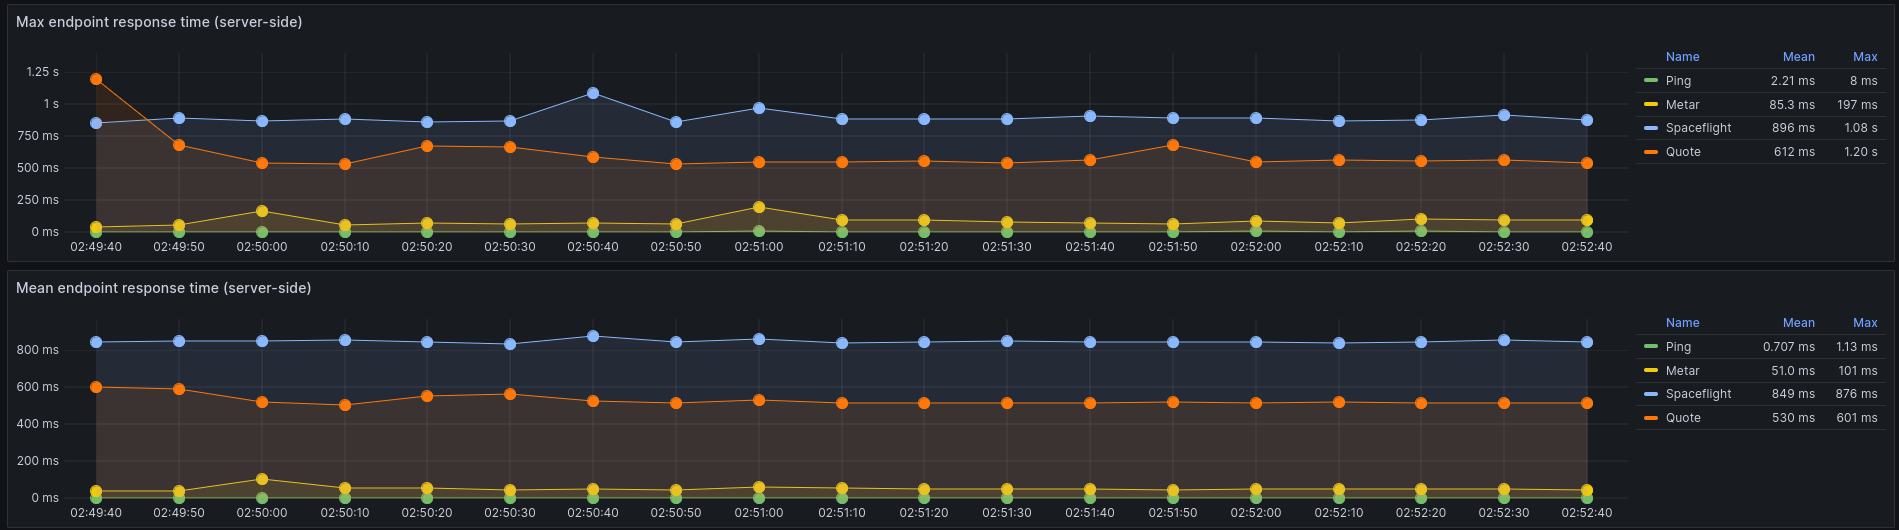 Max endpoint response time (server-side)
Name Mean Max
1.25 s
1 s
750 ms
500 ms
250 ms
0 ms
Ping 2.21 ms 8 ms
Metar 85.3 ms 197 ms
Spaceflight 896 ms 1.08 s
Quote 612 ms 1.20 s
02:49:40 02:49:50 02:50:00 02:50:10 02:50:20 02:50:30 02:50:40 02:50:50 02:51:00 02:51:10 02:51:20 02:51:30 02:51:40 02:51:50 02:52:00 02:52:10 02:52:20 02:52:30 02:52:40
Mean endpoint response time (server-side)
Name Mean Max
800 ms
600 ms
400 ms
200 ms
0 ms
Ping 0.707 ms 1.13 ms
Metar 51.0 ms 101 ms
Spaceflight 849 ms 876 ms
Quote 530 ms 601 ms
02:49:40 02:49:50 02:50:00 02:50:10 02:50:20 02:50:30 02:50:40 02:50:50 02:51:00 02:51:10 02:51:20 02:51:30 02:51:40 02:51:50 02:52:00 02:52:10 02:52:20 02:52:30 02:52:40